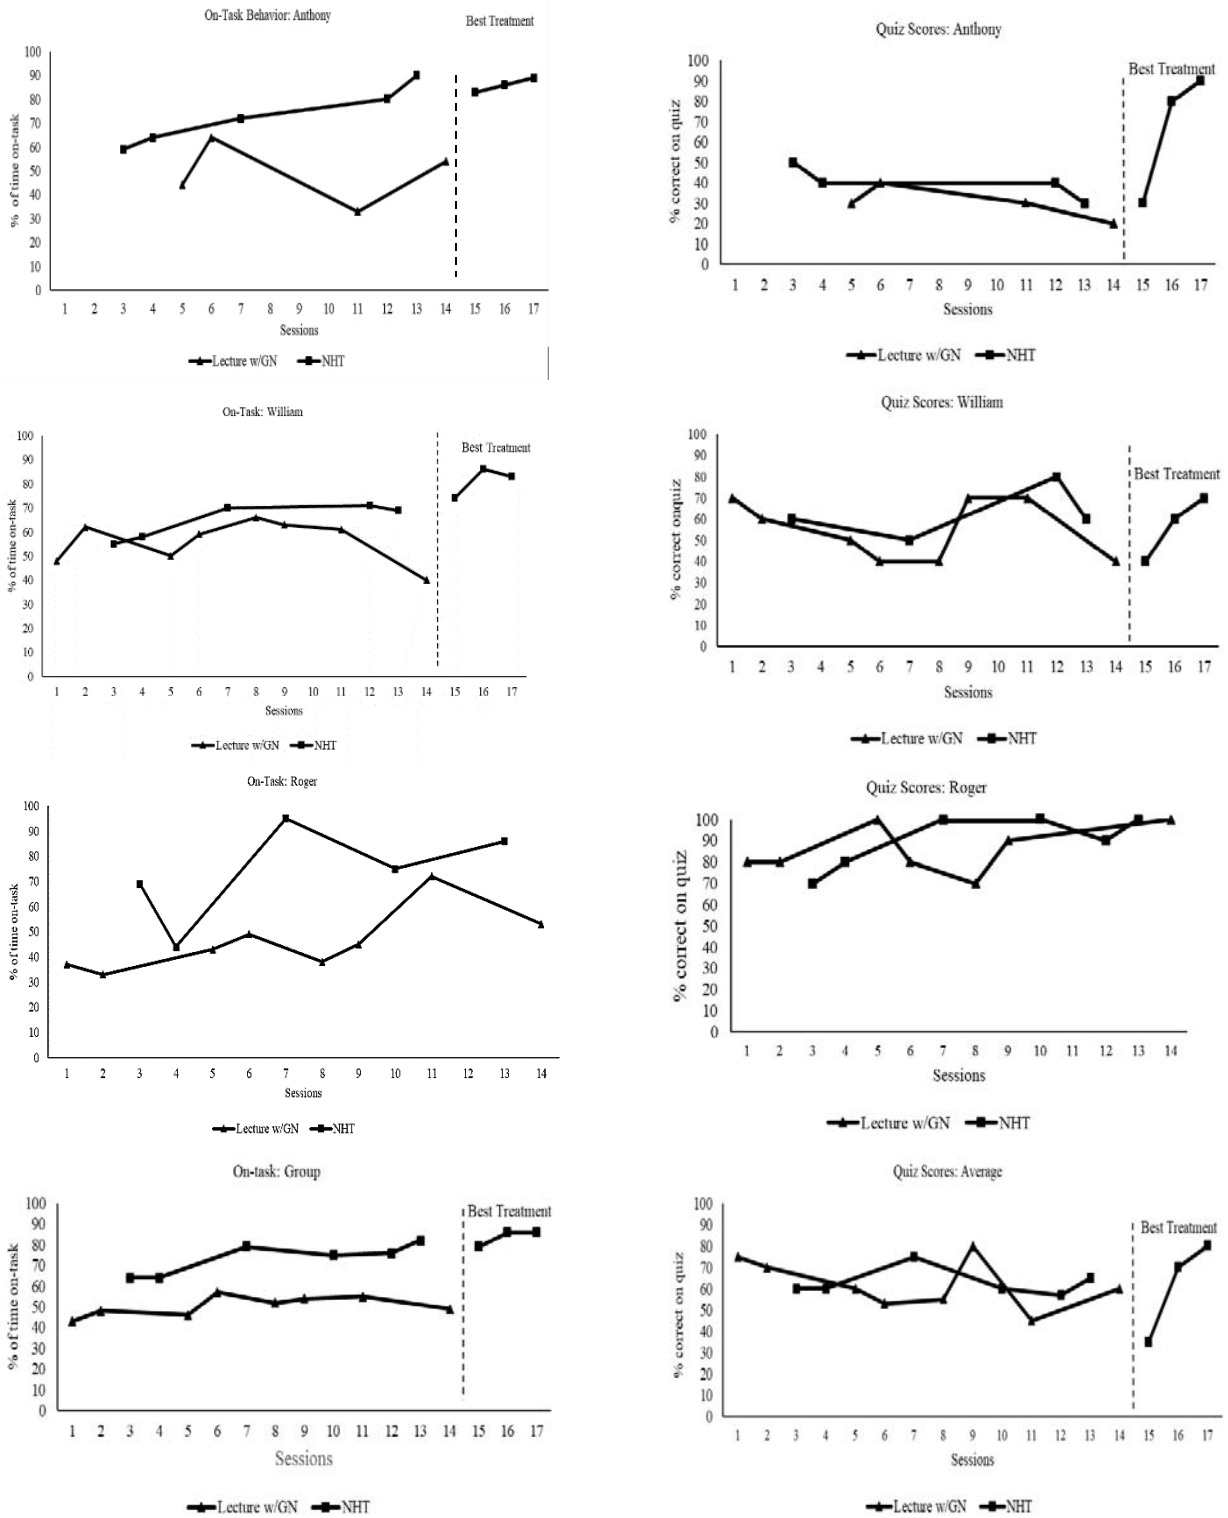 On-Task Behavior: Anthony
Best Treatment
% of time on-task
100
90
80
70
60
50
40
30
20
10
0
1 2 3 4 5 6 7 8 9 10 11 12 13 14 15 16 17
Sessions
Lecture w/GN NHT
Quiz Scores: Anthony
Best Treatment
% correct on quiz
100
90
80
70
60
50
40
30
20
10
0
1 2 3 4 5 6 7 8 9 10 11 12 13 14 15 16 17
Sessions
Lecture w/GN NHT
On-Task: William
Best Treatment
% of time on-task
100
90
80
70
60
50
40
30
20
10
0
1 2 3 4 5 6 7 8 9 10 11 12 13 14 15 16 17
Sessions
Lecture w/GN NHT
Quiz Scores: William
Best Treatment
% correct onquiz
100
90
80
70
60
50
40
30
20
10
0
1 2 3 4 5 6 7 8 9 10 11 12 13 14 15 16 17
Sessions
Lecture w/GN NHT
On-Task: Roger
% of time on-task
100
90
80
70
60
50
40
30
20
10
0
1 2 3 4 5 6 7 8 9 10 11 12 13 14
Sessions
Lecture w/GN NHT
Quiz Scores: Roger
% correct on quiz
100
90
80
70
60
50
40
30
20
10
0
1 2 3 4 5 6 7 8 9 10 11 12 13 14
Sessions
Lecture w/GN NHT
On-task: Group
Best Treatment
% of time on-task
100
90
80
70
60
50
40
30
20
10
0
1 2 3 4 5 6 7 8 9 10 11 12 13 14 15 16 17
Sessions
Lecture w/GN NHT
Quiz Scores: Average
Best Treatment
% correct on quiz
100
90
80
70
60
50
40
30
20
10
0
1 2 3 4 5 6 7 8 9 10 11 12 13 14 15 16 17
Sessions
Lecture w/GN NHT